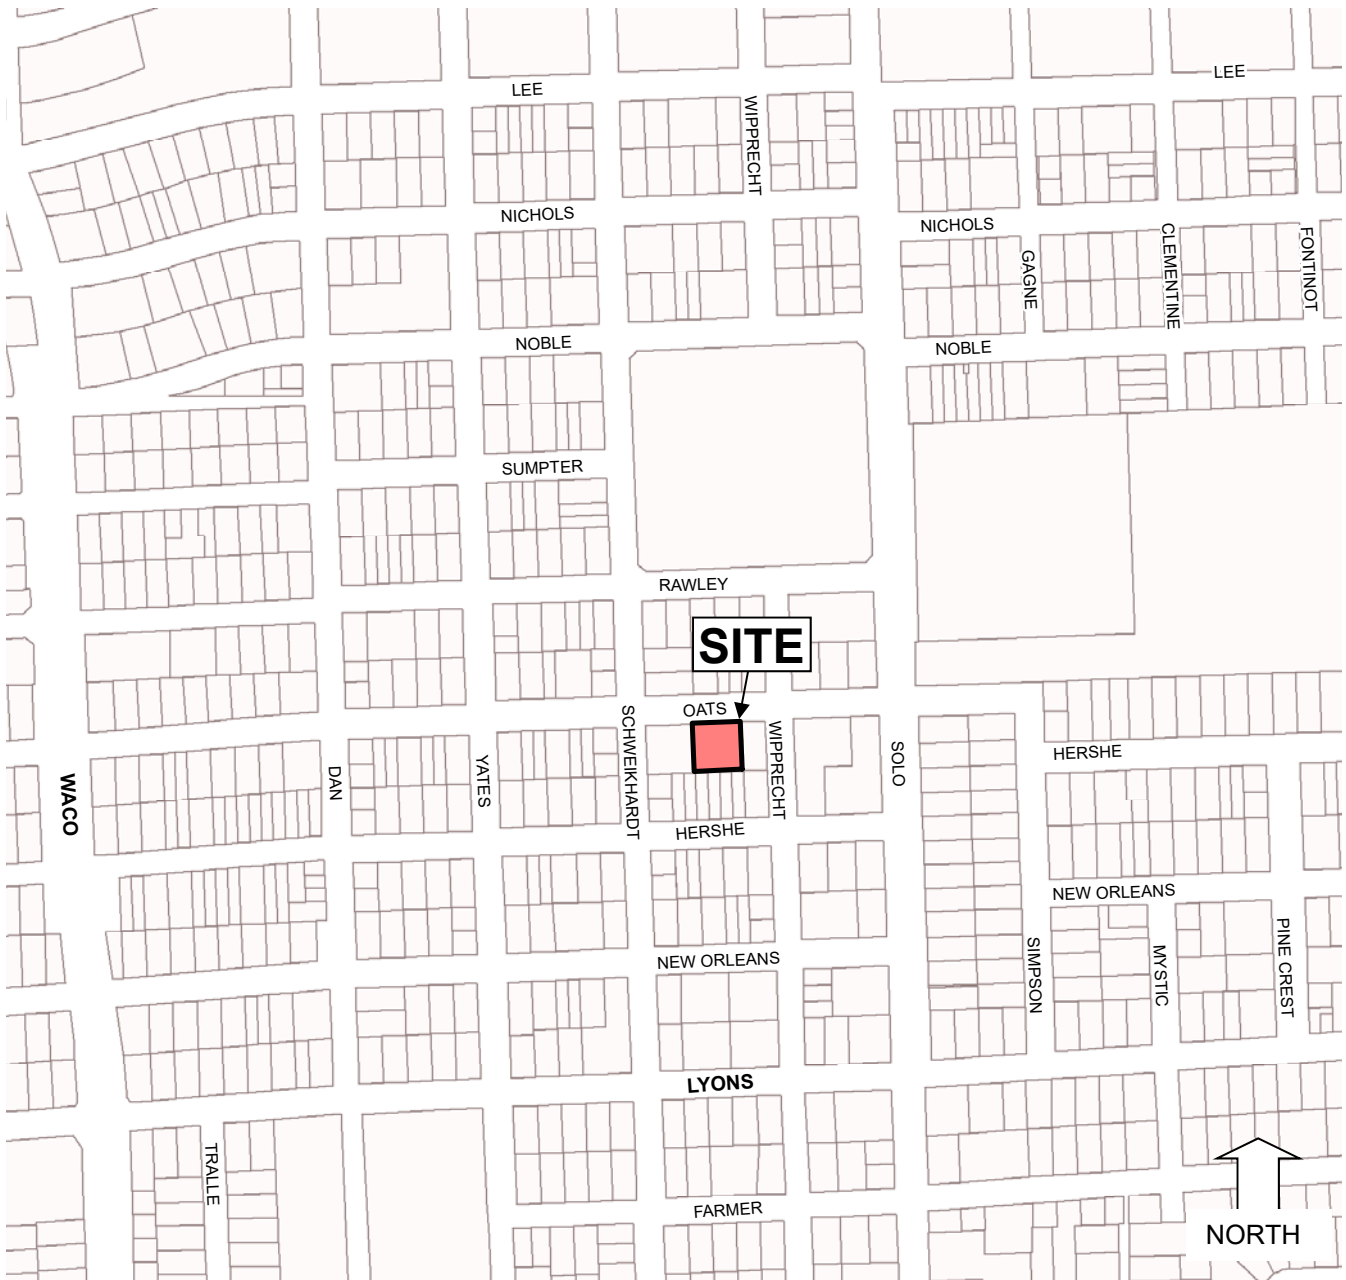 LEE
LEE
WIPPRECHT
NICHOLS
NICHOLS
GAGNE
CLEMENTINE
FONTINOT
NOBLE
NOBLE
SUMPTER
RAWLEY
SITE
OATS
SCHWEIKHARDT
WIPPRECHT
SOLO
HERSHE
WACO
DAN
YATES
HERSHE
NEW ORLEANS
NEW ORLEANS
SIMPSON
MYSTIC
PINE CREST
LYONS
TRALLE
FARMER
NORTH